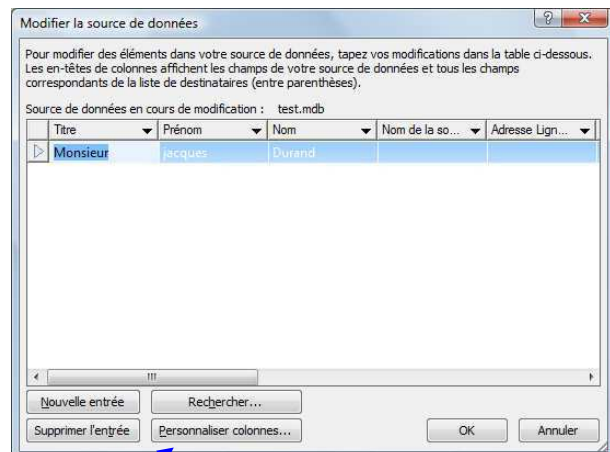 Modifier la source de données
Pour modifier des éléments dans votre source de données, tapez vos modifications dans la table ci-dessous.
Les en-têtes de colonnes affichent les champs de votre source de données et tous les champs
correspondants de la liste de destinataires (entre parenthèses).
Source de données en cours de modification : test.mdb
Titre Prénom Nom Nom de la so... Adresse Lign...
Monsieur jacques Durand
Nouvelle entrée Rechercher...
Supprimer l'entrée Personnaliser colonnes... OK Annuler